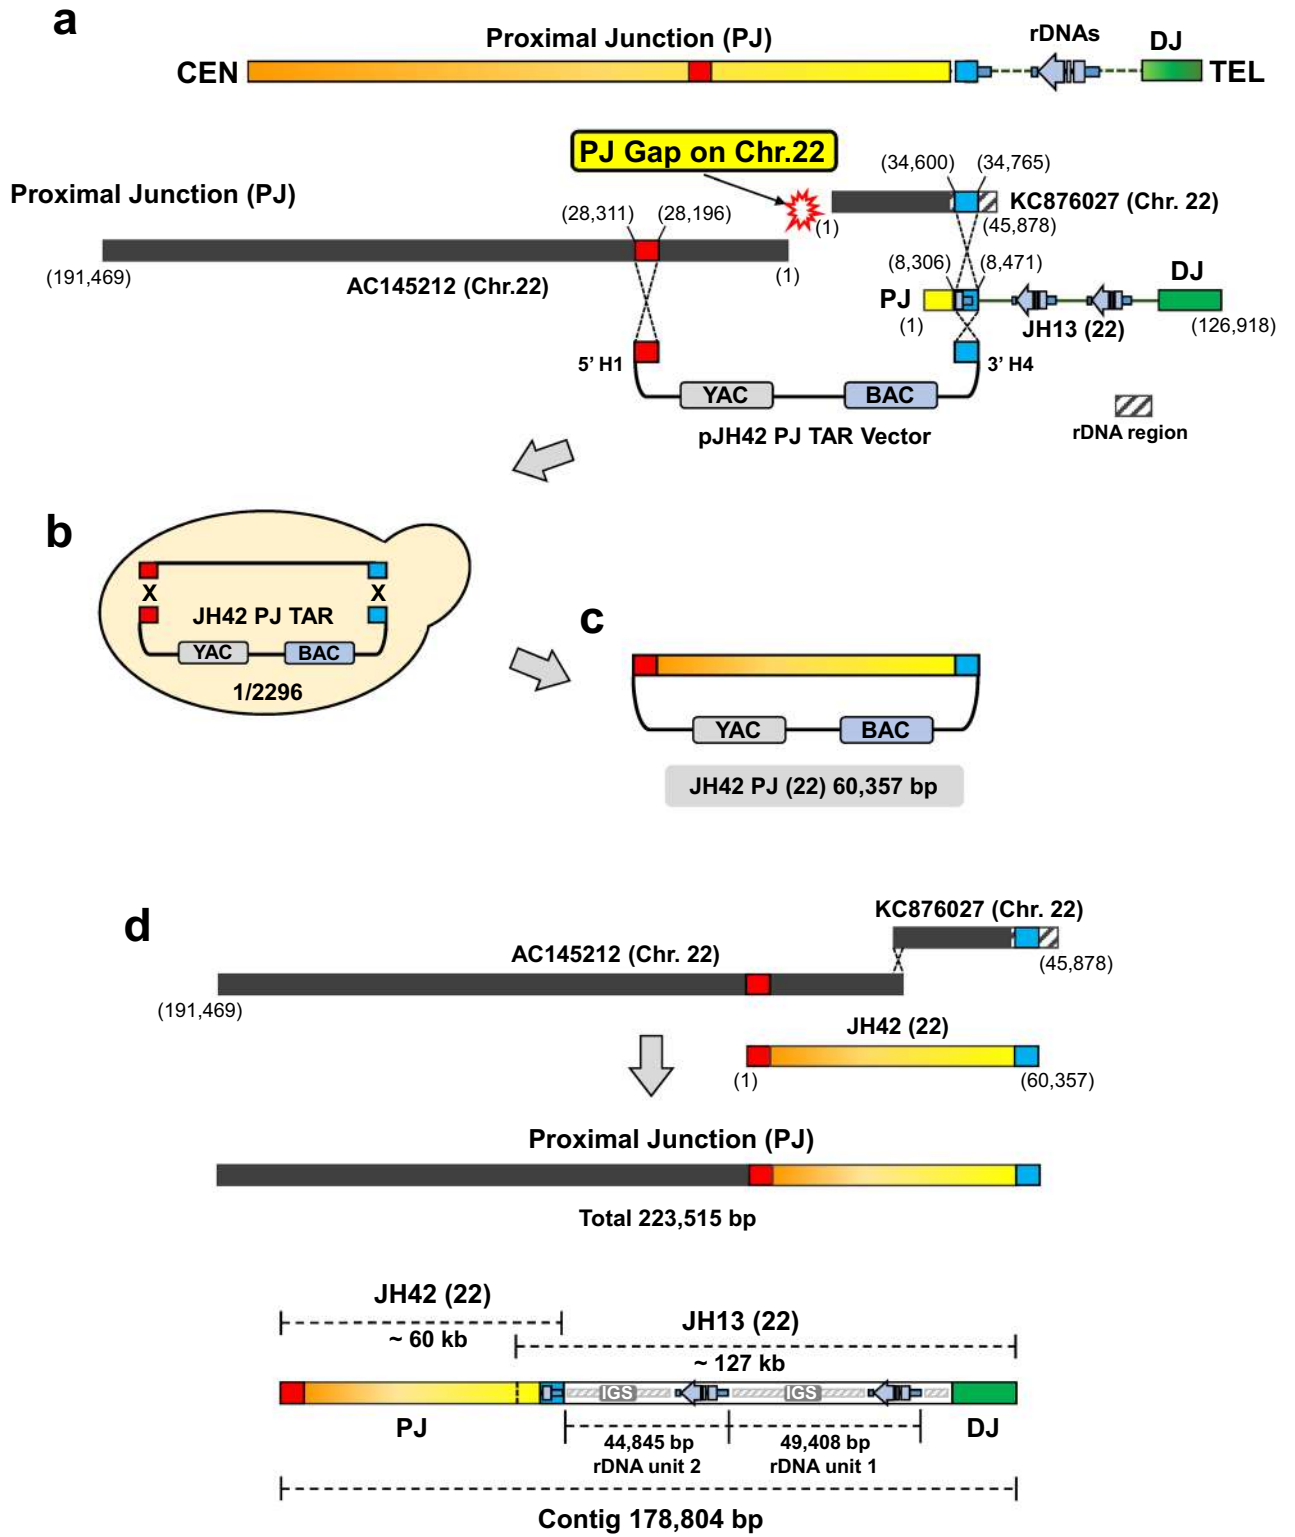 a
Proximal Junction (PJ)
rDNAs
DJ
CEN
TEL
PJ Gap on Chr.22
(34,600)
(34,765)
Proximal Junction (PJ)
KC876027 (Chr. 22)
(28,311)
(28,196)
(1)
(45,878)
(191,469)
AC145212 (Chr.22)
(1)
(8,306)
(8,471)
DJ
PJ
(1)
JH13 (22)
(126,918)
5' H1
3' H4
YAC
BAC
pJH42 PJ TAR Vector
rDNA region
b
X
X
JH42 PJ TAR
YAC
BAC
1/2296
c
YAC
BAC
JH42 PJ (22) 60,357 bp
d
KC876027 (Chr. 22)
AC145212 (Chr. 22)
(45,878)
(191,469)
JH42 (22)
(1)
(60,357)
Proximal Junction (PJ)
Total 223,515 bp
JH42 (22)
~ 60 kb
JH13 (22)
~ 127 kb
IGS
IGS
PJ
DJ
44,845 bp
rDNA unit 2
49,408 bp
rDNA unit 1
Contig 178,804 bp